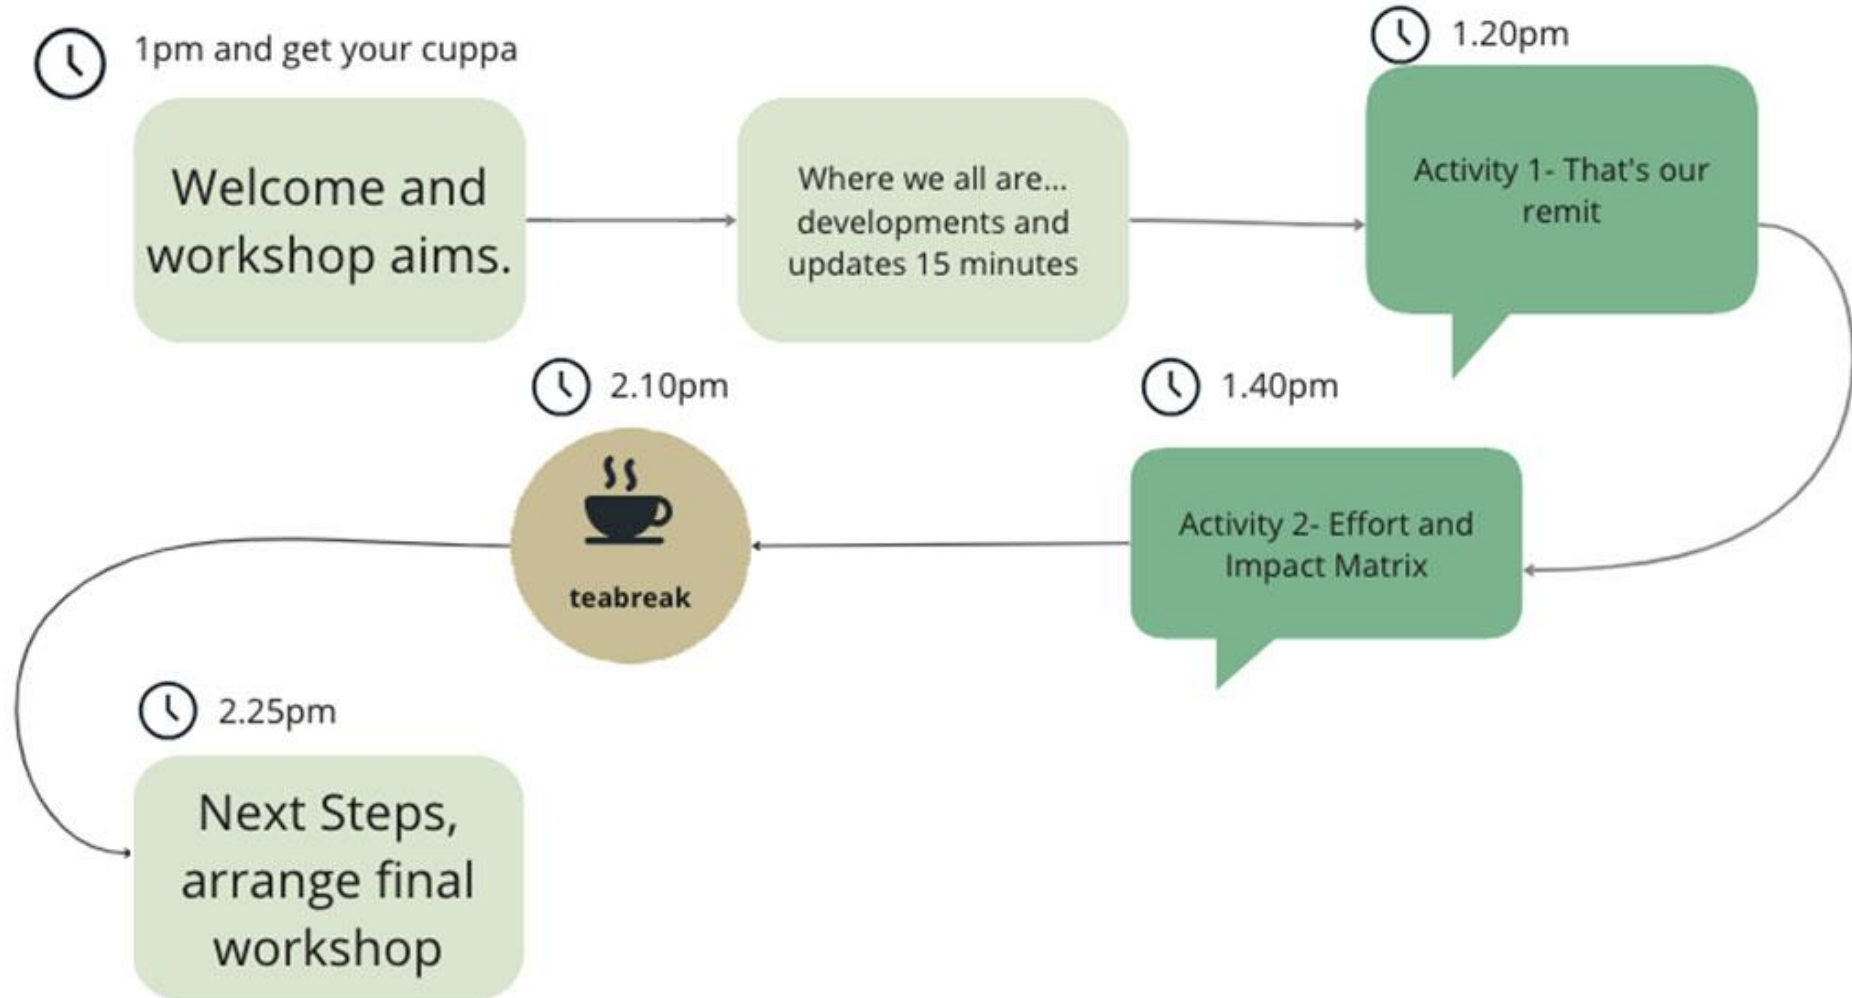 1pm and get your cuppa
Welcome and
workshop aims.
Where we all are...
developments and
updates 15 minutes
1.20pm
Activity 1- That's our
remit
1.40pm
Activity 2- Effort and
Impact Matrix
2.10pm
teabreak
2.25pm
Next Steps,
arrange final
workshop